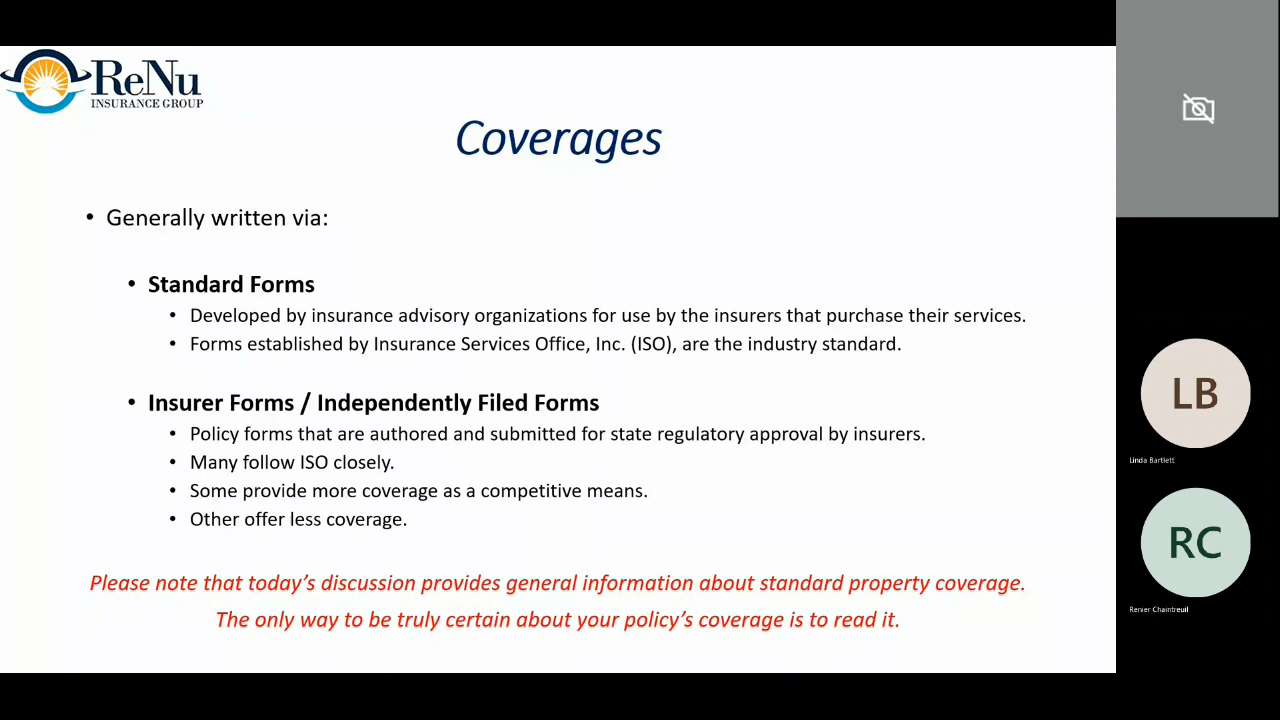 ReNu
INSURANCE GROUP
Coverages
• Generally written via:
• Standard Forms
• Developed by insurance advisory organizations for use by the insurers that purchase their services.
• Forms established by Insurance Services Office, Inc. (ISO), are the industry standard.
• Insurer Forms / Independently Filed Forms
• Policy forms that are authored and submitted for state regulatory approval by insurers.
• Many follow ISO closely.
• Some provide more coverage as a competitive means.
• Other offer less coverage.
Please note that today's discussion provides general information about standard property coverage.
The only way to be truly certain about your policy's coverage is to read it.
LB
Linda Bartlett
RC
Renier Chaintreuil